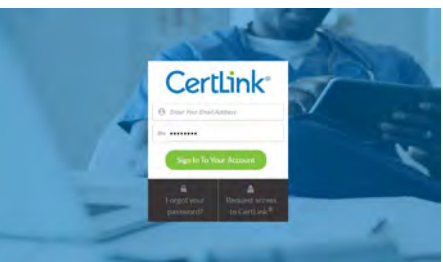 CertLink®
Enter Your Email Address
••••••••
Sign In To Your Account
Forgot your
password?
Request access
to CertLink®